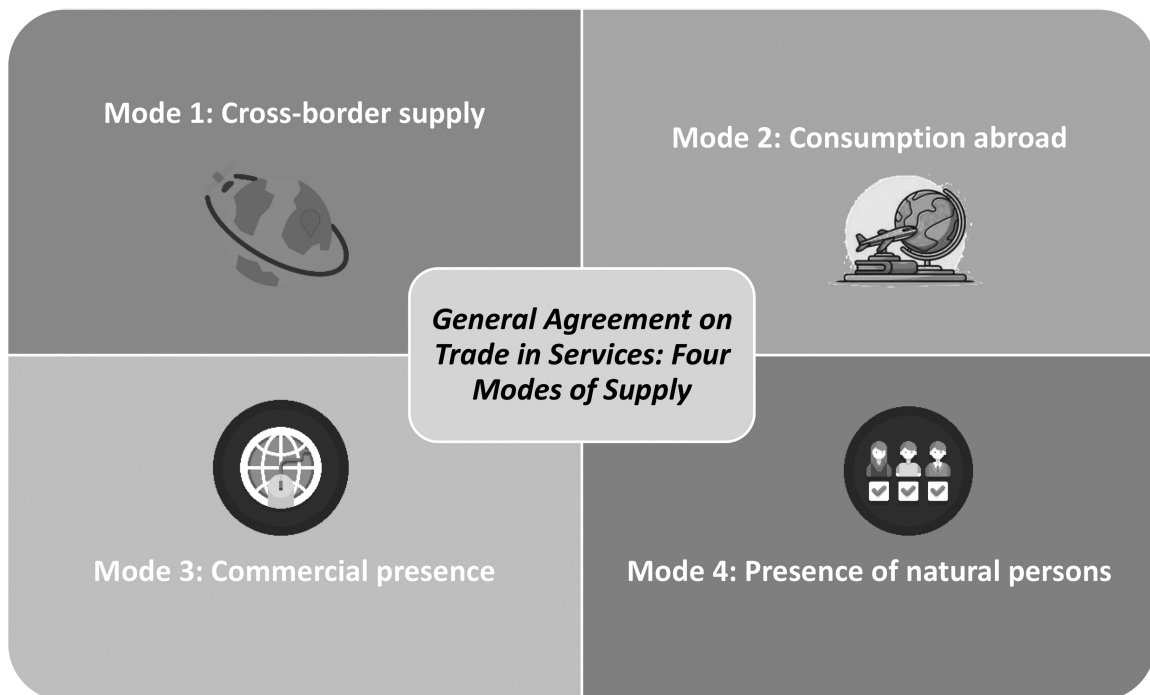 Mode 1: Cross-border supply
Mode 2: Consumption abroad
General Agreement on
Trade in Services: Four
Modes of Supply
Mode 3: Commercial presence
Mode 4: Presence of natural persons